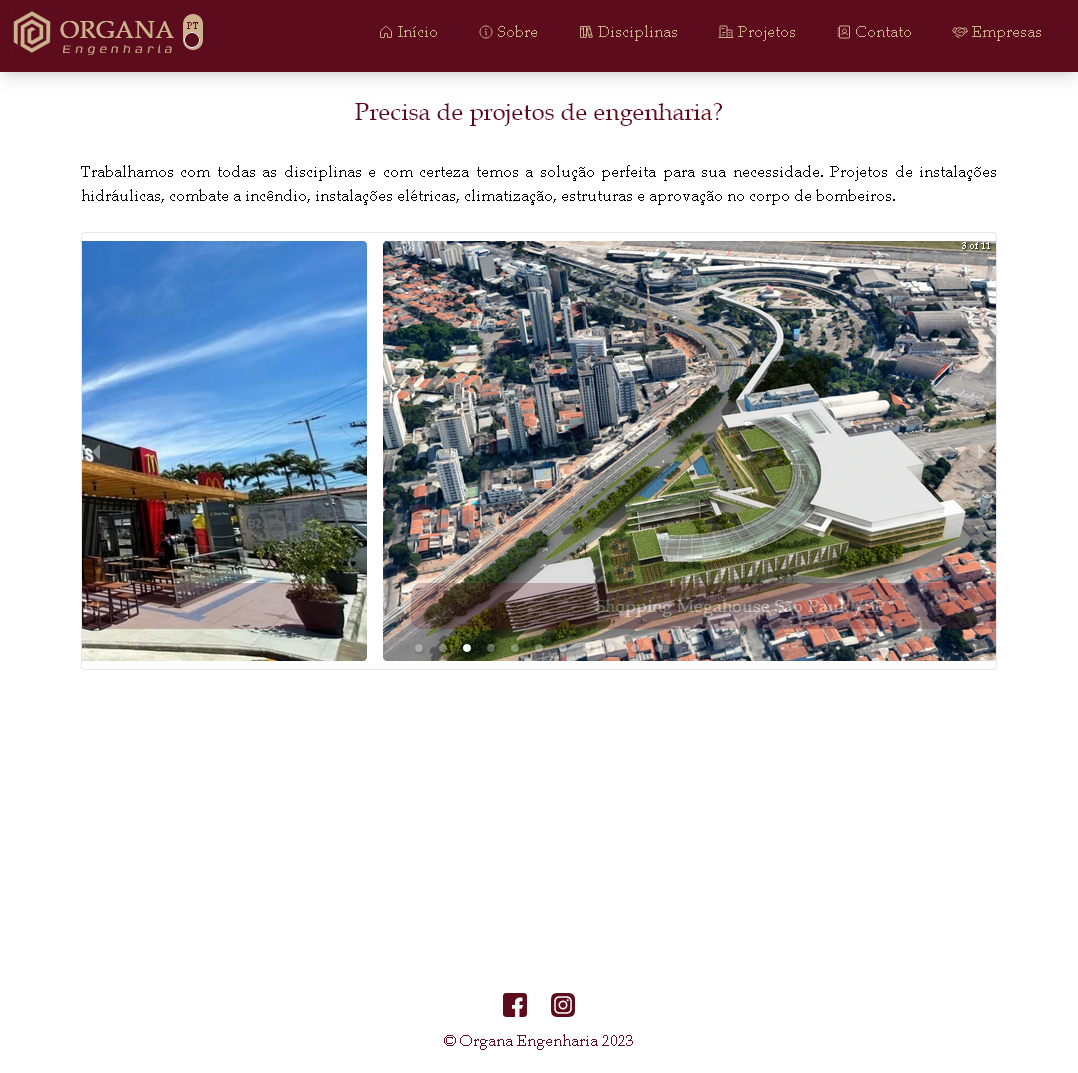 ORGANA
Engenharia
PT
Início
Sobre
Disciplinas
Projetos
Contato
Empresas
Precisa de projetos de engenharia?
Trabalhamos com todas as disciplinas e com certeza temos a solução perfeita para sua necessidade. Projetos de instalações
hidráulicas, combate a incêndio, instalações elétricas, climatização, estruturas e aprovação no corpo de bombeiros.
3 of 11
Shopping Megahouse São Paulo/SP
© Organa Engenharia 2023